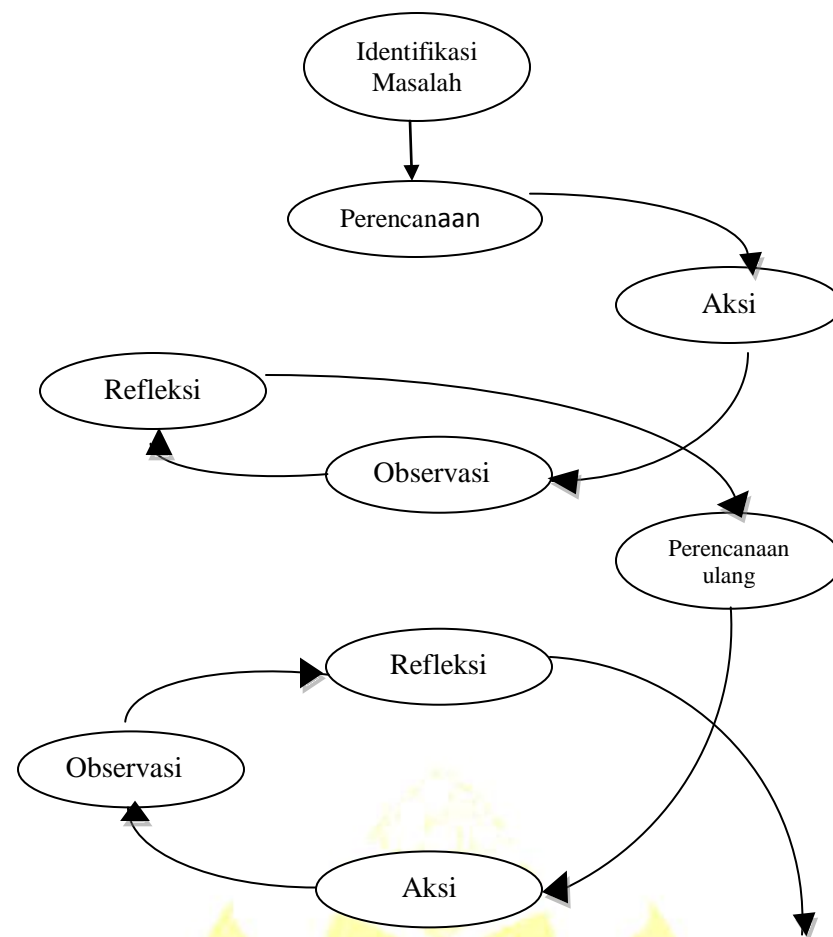 Identifikasi
Masalah
Perencanaan
Aksi
Refleksi
Observasi
Perencanaan
ulang
Refleksi
Observasi
Aksi